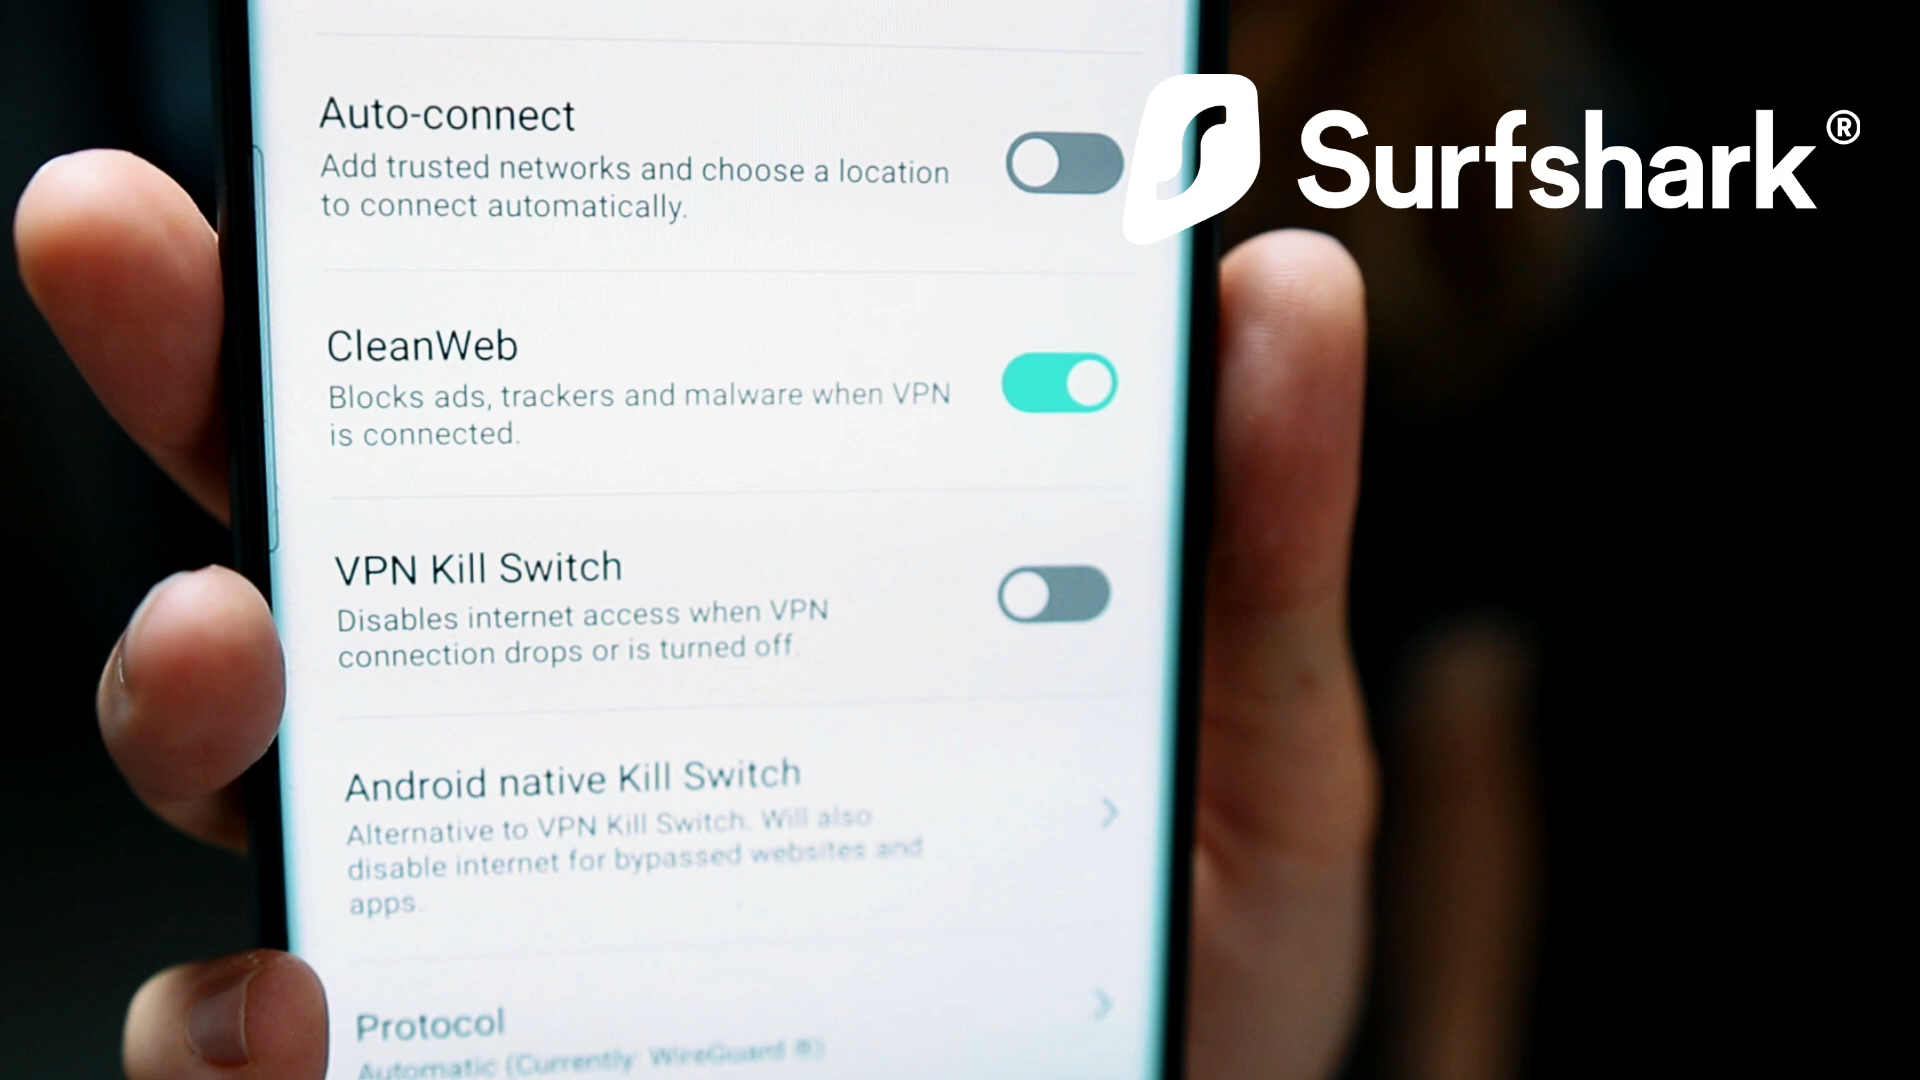 Auto-connect
Add trusted networks and choose a location
to connect automatically.
Surfshark®
CleanWeb
Blocks ads, trackers and malware when VPN
is connected.
VPN Kill Switch
Disables internet access when VPN
connection drops or is turned off.
Android native Kill Switch
Alternative to VPN Kill Switch. Will also
disable internet for bypassed websites and
apps.
Protocol
Automatic (Currently: WireGuard ®)